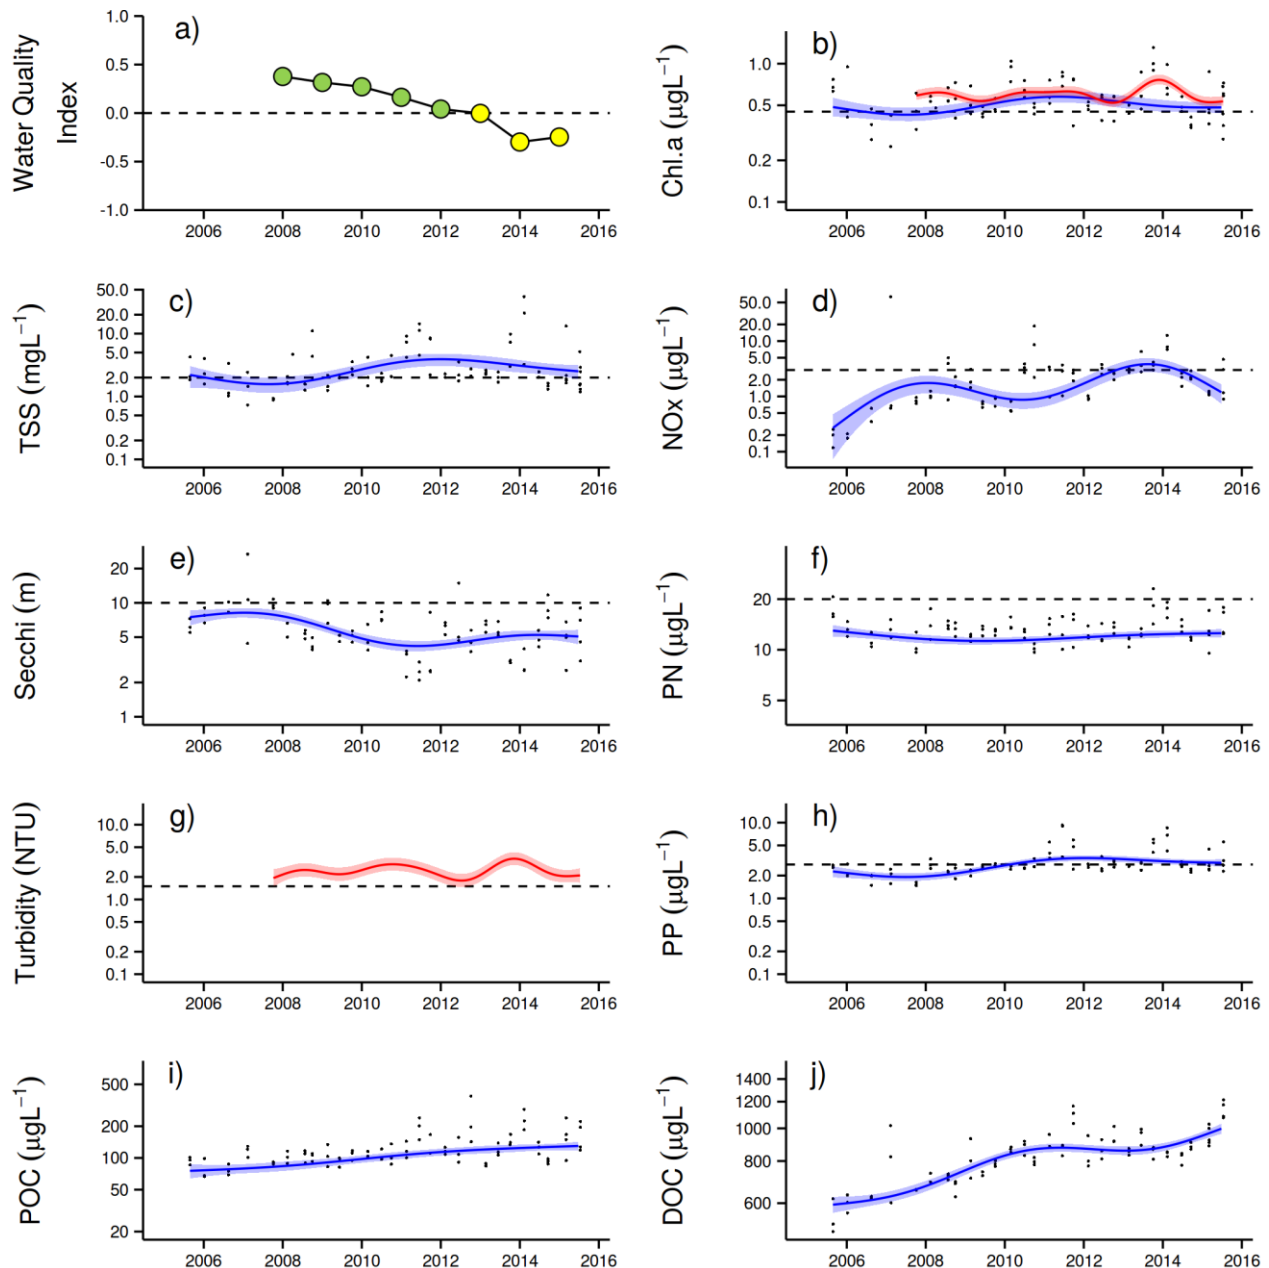 a)
Water Quality
Index
1.0
0.5
0.0
-0.5
-1.0
2006 2008 2010 2012 2014 2016
b)
Chl.a (µgL⁻¹)
1.0
0.5
0.2
0.1
2006 2008 2010 2012 2014 2016
c)
TSS (mgL⁻¹)
50.0
20.0
10.0
5.0
2.0
1.0
0.5
0.2
0.1
2006 2008 2010 2012 2014 2016
d)
NOx (µgL⁻¹)
50.0
20.0
10.0
5.0
2.0
1.0
0.5
0.2
0.1
2006 2008 2010 2012 2014 2016
e)
Secchi (m)
20
10
5
2
1
2006 2008 2010 2012 2014 2016
f)
PN (µgL⁻¹)
20
10
5
2006 2008 2010 2012 2014 2016
g)
Turbidity (NTU)
10.0
5.0
2.0
1.0
0.5
0.2
0.1
2006 2008 2010 2012 2014 2016
h)
PP (µgL⁻¹)
10.0
5.0
2.0
1.0
0.5
0.2
0.1
2006 2008 2010 2012 2014 2016
i)
POC (µgL⁻¹)
500
200
100
50
20
2006 2008 2010 2012 2014 2016
j)
DOC (µgL⁻¹)
1400
1200
1000
800
600
2006 2008 2010 2012 2014 2016